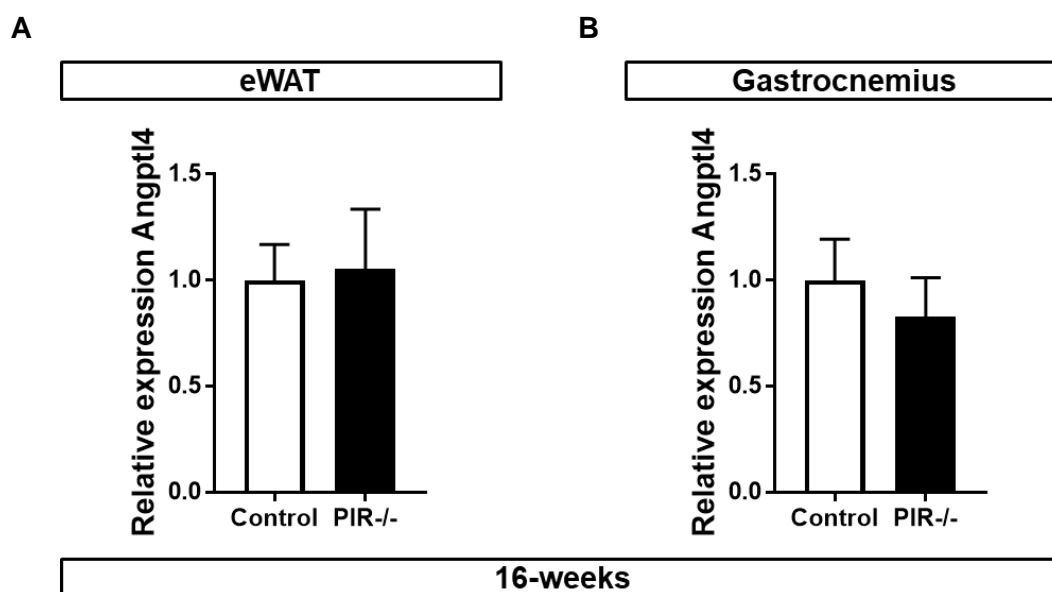 A
B
eWAT
Gastrocnemius
Relative expression Angptl4
1.5
1.0
0.5
0.0
Control PIR-/-
Relative expression Angptl4
1.5
1.0
0.5
0.0
Control PIR-/-
16-weeks